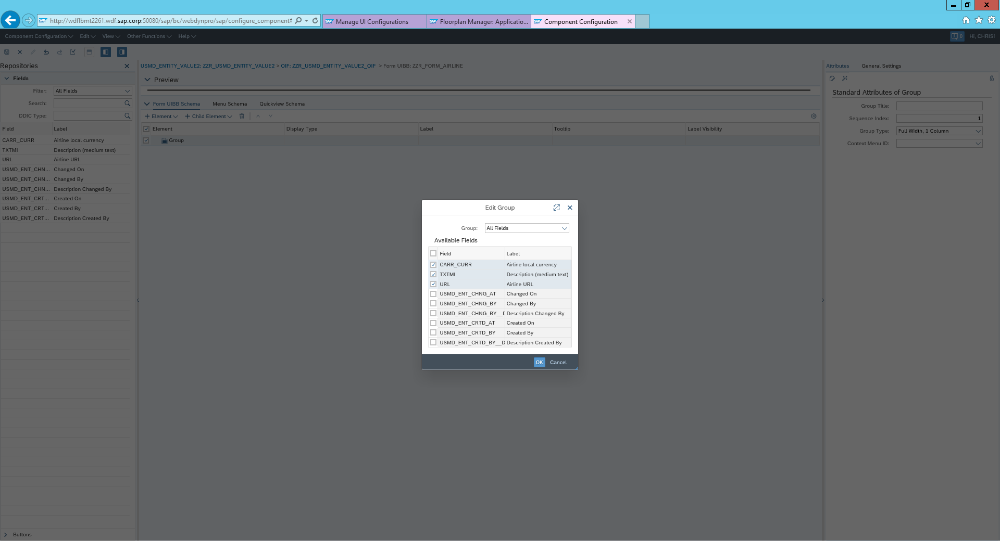 http://wdflbmt2261.wdf.sap.corp:50080/sap/bc/webdynpro/sap/configure_component#
SAP Manage UI Configurations
SAP Floorplan Manager: Applicatio...
SAP Component Configuration
Component Configuration Edit View Other Functions Help
0 Hi, CHRIS!
Repositories
Fields
Filter: All Fields
Search:
DDIC Type:
Field Label
CARR_CURR Airline local currency
TXTMI Description (medium text)
URL Airline URL
USMD_ENT_CHN... Changed On
USMD_ENT_CHN... Changed By
USMD_ENT_CHN... Description Changed By
USMD_ENT_CRT... Created On
USMD_ENT_CRT... Created By
USMD_ENT_CRT... Description Created By
Buttons
USMD_ENTITY_VALUE2: ZZR_USMD_ENTITY_VALUE2 > OIF: ZZR_USMD_ENTITY_VALUE2_OIF > Form UIBB: ZZR_FORM_AIRLINE
Preview
Form UIBB Schema Menu Schema Quickview Schema
Element Child Element
Element Display Type Label Tooltip Label Visibility
Group
Edit Group
Group: All Fields
Available Fields
Field Label
CARR_CURR Airline local currency
TXTMI Description (medium text)
URL Airline URL
USMD_ENT_CHNG_AT Changed On
USMD_ENT_CHNG_BY Changed By
USMD_ENT_CHNG_BY__D Description Changed By
USMD_ENT_CRTD_AT Created On
USMD_ENT_CRTD_BY Created By
USMD_ENT_CRTD_BY__D Description Created By
OK Cancel
Attributes General Settings
Standard Attributes of Group
Group Title:
Sequence Index: 1
Group Type: Full Width, 1 Column
Context Menu ID: